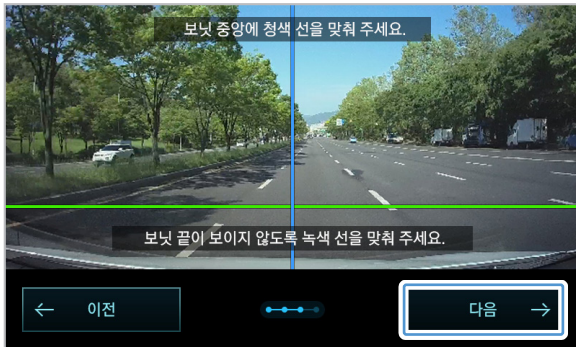 보닛 중앙에 청색 선을 맞춰 주세요.
보닛 끝이 보이지 않도록 녹색 선을 맞춰 주세요.
← 이전
다음 →